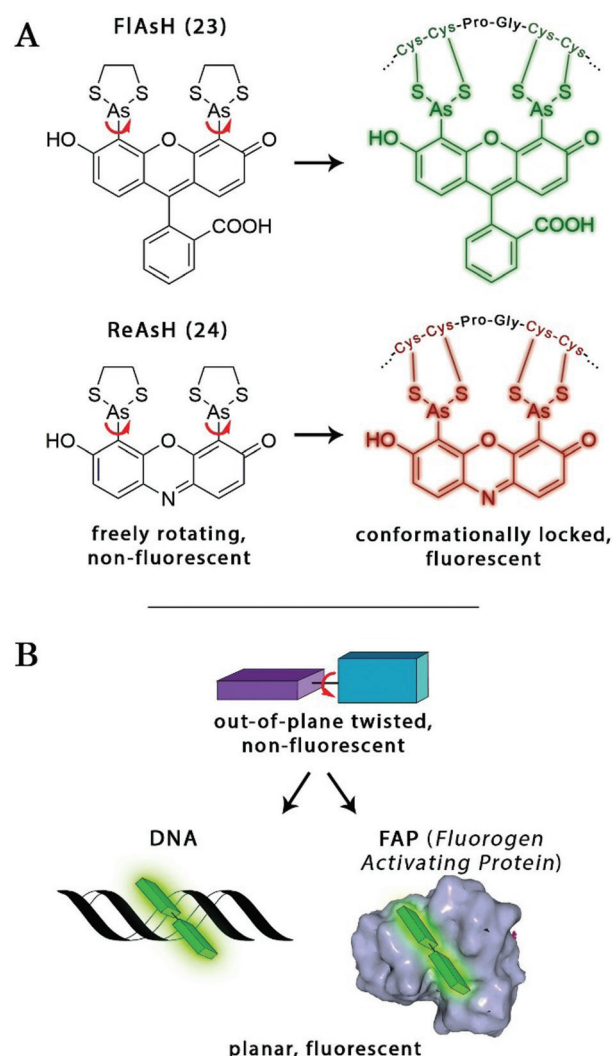 A
FlAsH (23)
S S S S
As As
HO O O
COOH
...Cys-Cys-Pro-Gly-Cys-Cys...
S S S S
As As
HO O O
COOH
ReAsH (24)
S S S S
As As
HO O O
N
freely rotating,
non-fluorescent
...Cys-Cys-Pro-Gly-Cys-Cys...
S S S S
As As
HO O O
N
conformationally locked,
fluorescent
B
out-of-plane twisted,
non-fluorescent
DNA
FAP (Fluorogen
Activating Protein)
planar, fluorescent